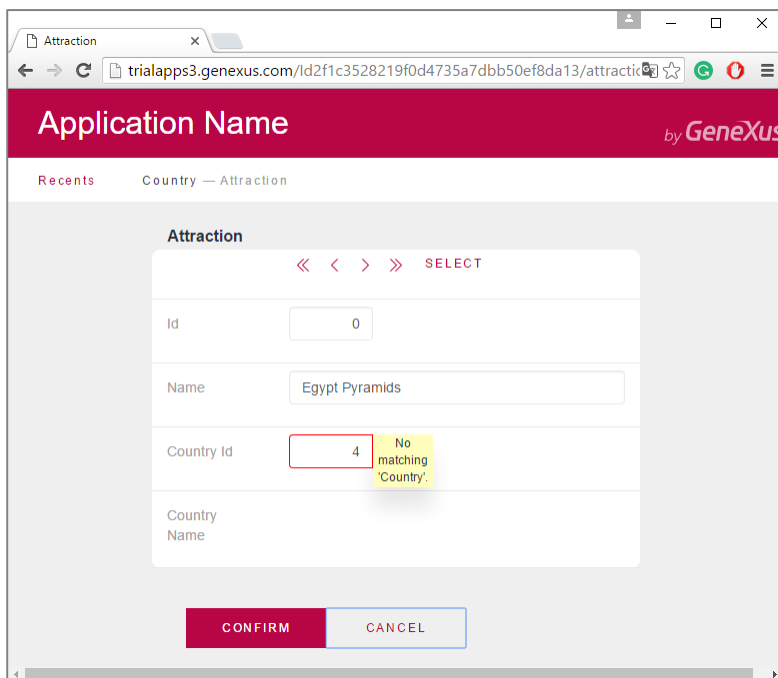 Attraction
trialapps3.genexus.com/Id2f1c3528219f0d4735a7dbb50ef8da13/attractic
Application Name
by GeneXus
Recents Country — Attraction
Attraction
SELECT
Id 0
Name Egypt Pyramids
Country Id 4
No
matching
'Country'.
Country
Name
CONFIRM CANCEL